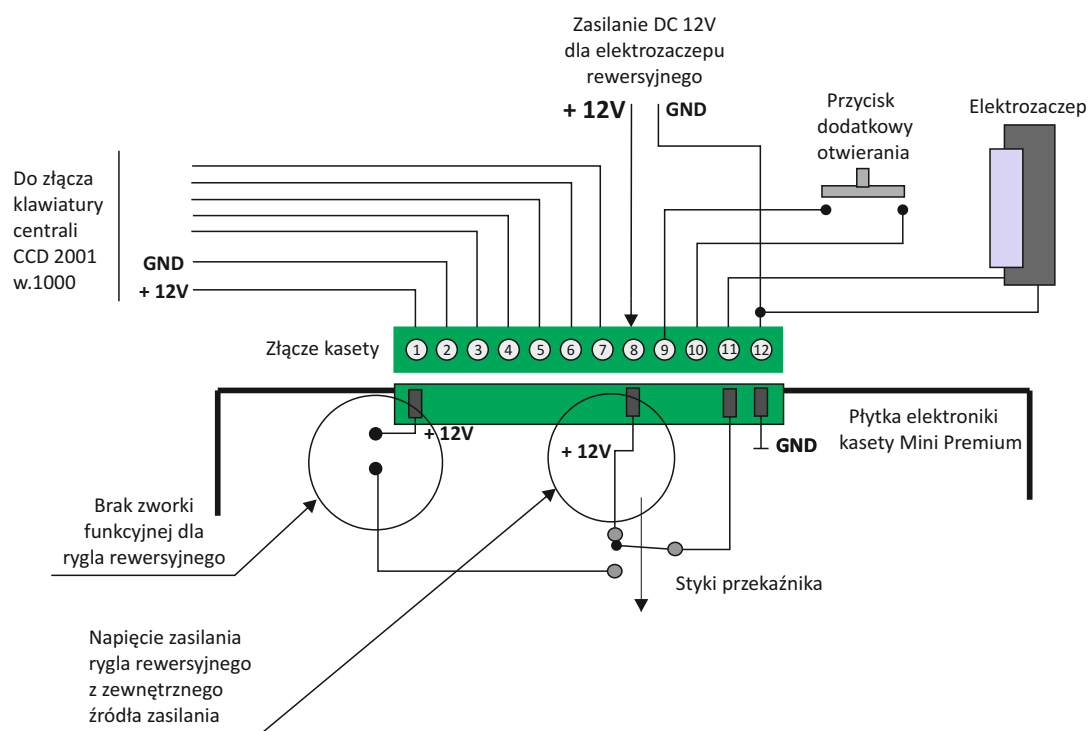 Zasilanie DC 12V
dla elektrozaczepu
rewersyjnego
+ 12V
GND
Przycisk
dodatkowy
otwierania
Elektrozaczep
Do złącza
klawiatury
centrali
CCD 2001
w.1000
GND
+ 12V
Złącze kasety
1 2 3 4 5 6 7 8 9 10 11 12
+ 12V
+ 12V
GND
Płytka elektroniki
kasety Mini Premium
Brak zworki
funkcyjnej dla
rygla rewersyjnego
Styki przekaźnika
Napięcie zasilania
rygla rewersyjnego
z zewnętrznego
źródła zasilania